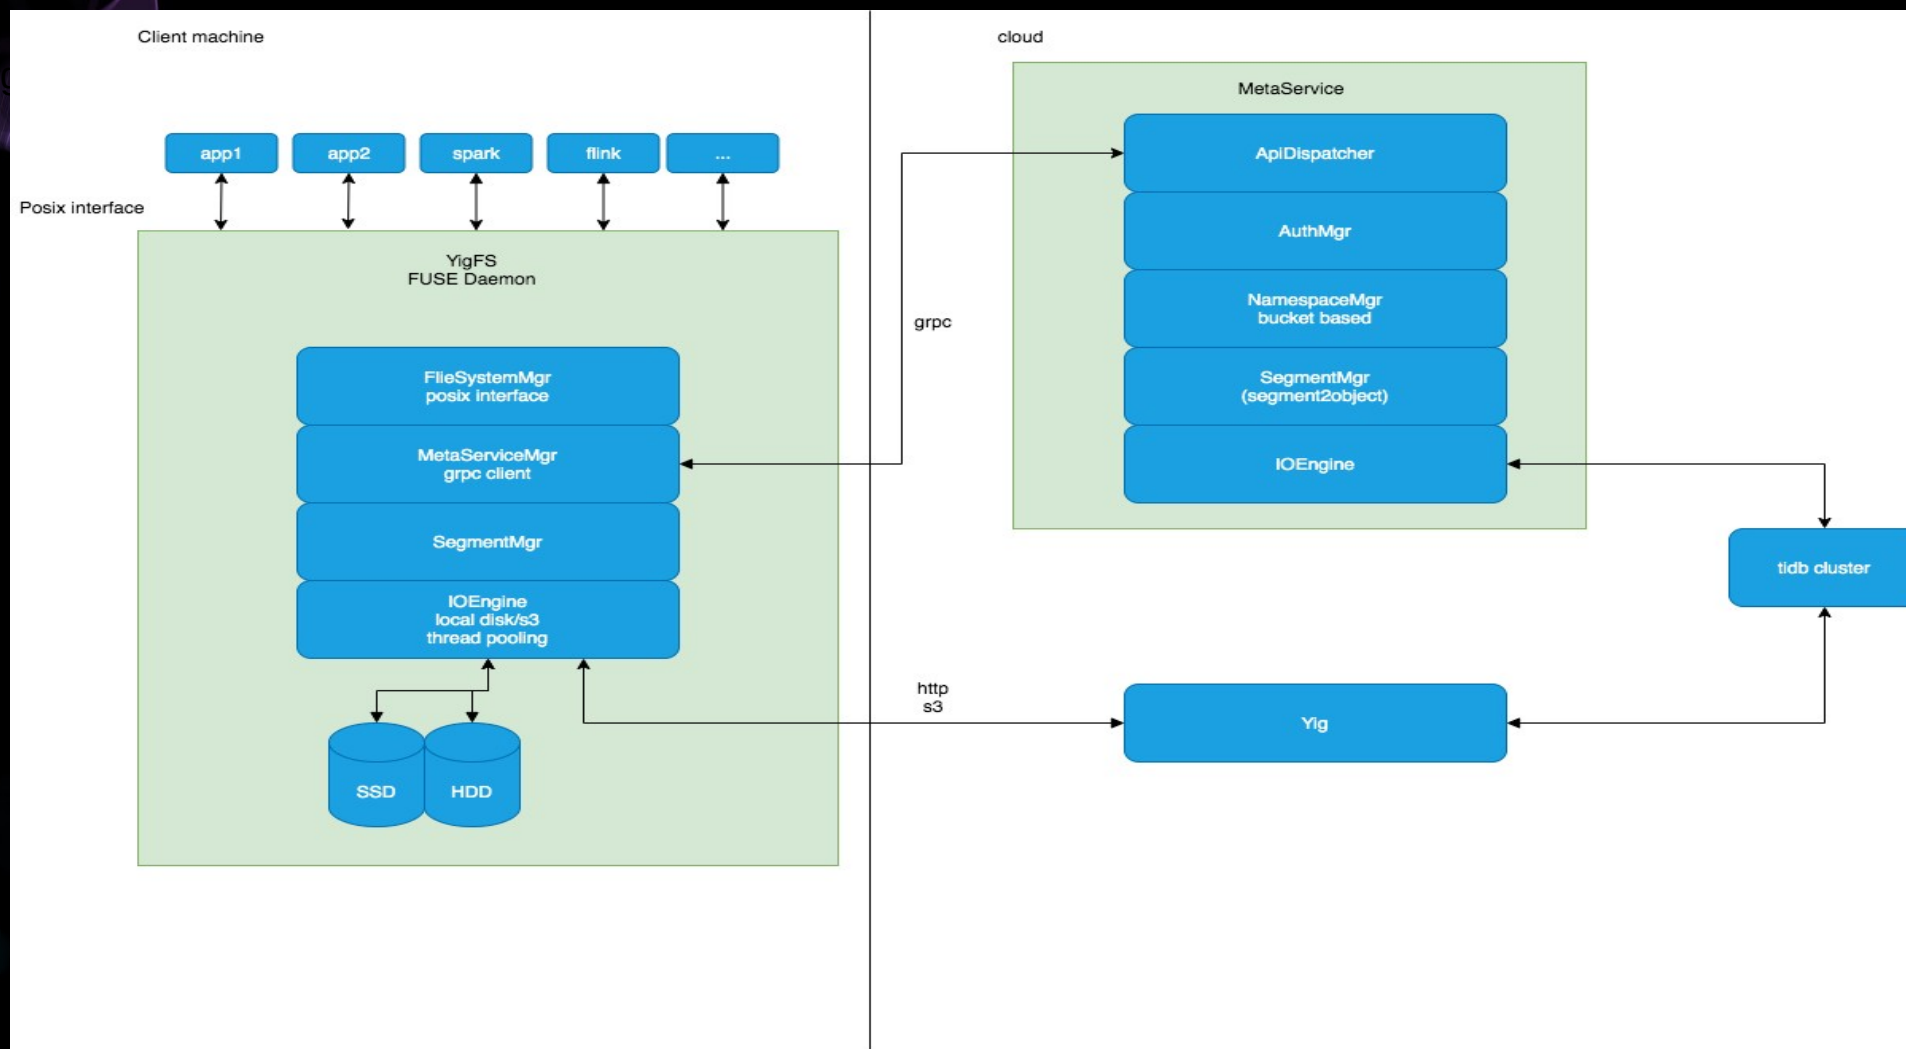 Client machine
cloud
app1
app2
spark
flink
...
Posix interface
YigFS
FUSE Daemon
FlieSystemMgr
posix interface
MetaServiceMgr
grpc client
SegmentMgr
IOEngine
local disk/s3
thread pooling
SSD
HDD
grpc
http
s3
MetaService
ApiDispatcher
AuthMgr
NamespaceMgr
bucket based
SegmentMgr
(segment2object)
IOEngine
tidb cluster
Yig